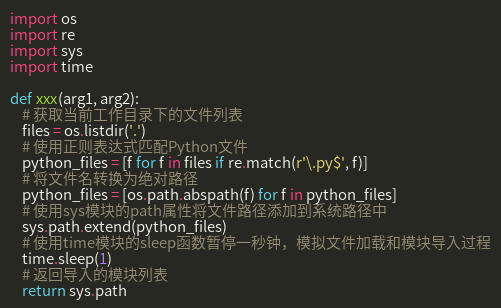 import os
import re
import sys
import time

def xxx(arg1, arg2):
    # 获取当前工作目录下的文件列表
    files = os.listdir('.')
    # 使用正则表达式匹配Python文件
    python_files = [f for f in files if re.match(r'\.py$', f)]
    # 将文件名转换为绝对路径
    python_files = [os.path.abspath(f) for f in python_files]
    # 使用sys模块的path属性将文件路径添加到系统路径中
    sys.path.extend(python_files)
    # 使用time模块的sleep函数暂停一秒钟，模拟文件加载和模块导入过程
    time.sleep(1)
    # 返回导入的模块列表
    return sys.path